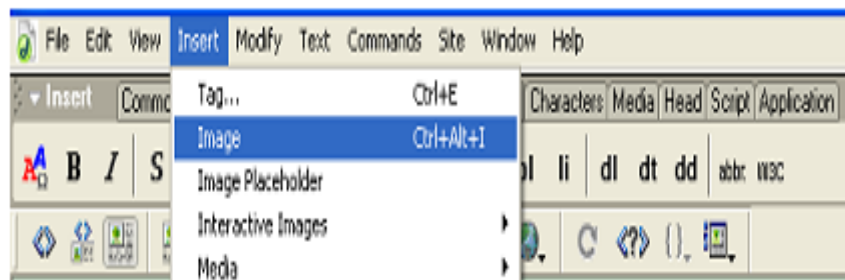 File Edit View Insert Modify Text Commands Site Window Help
Insert Commo Characters Media Head Script Application
Tag... Ctrl+E
Image Ctrl+Alt+I
B I S li dl dt dd abbr. W3C
Image Placeholder
Interactive Images
Media